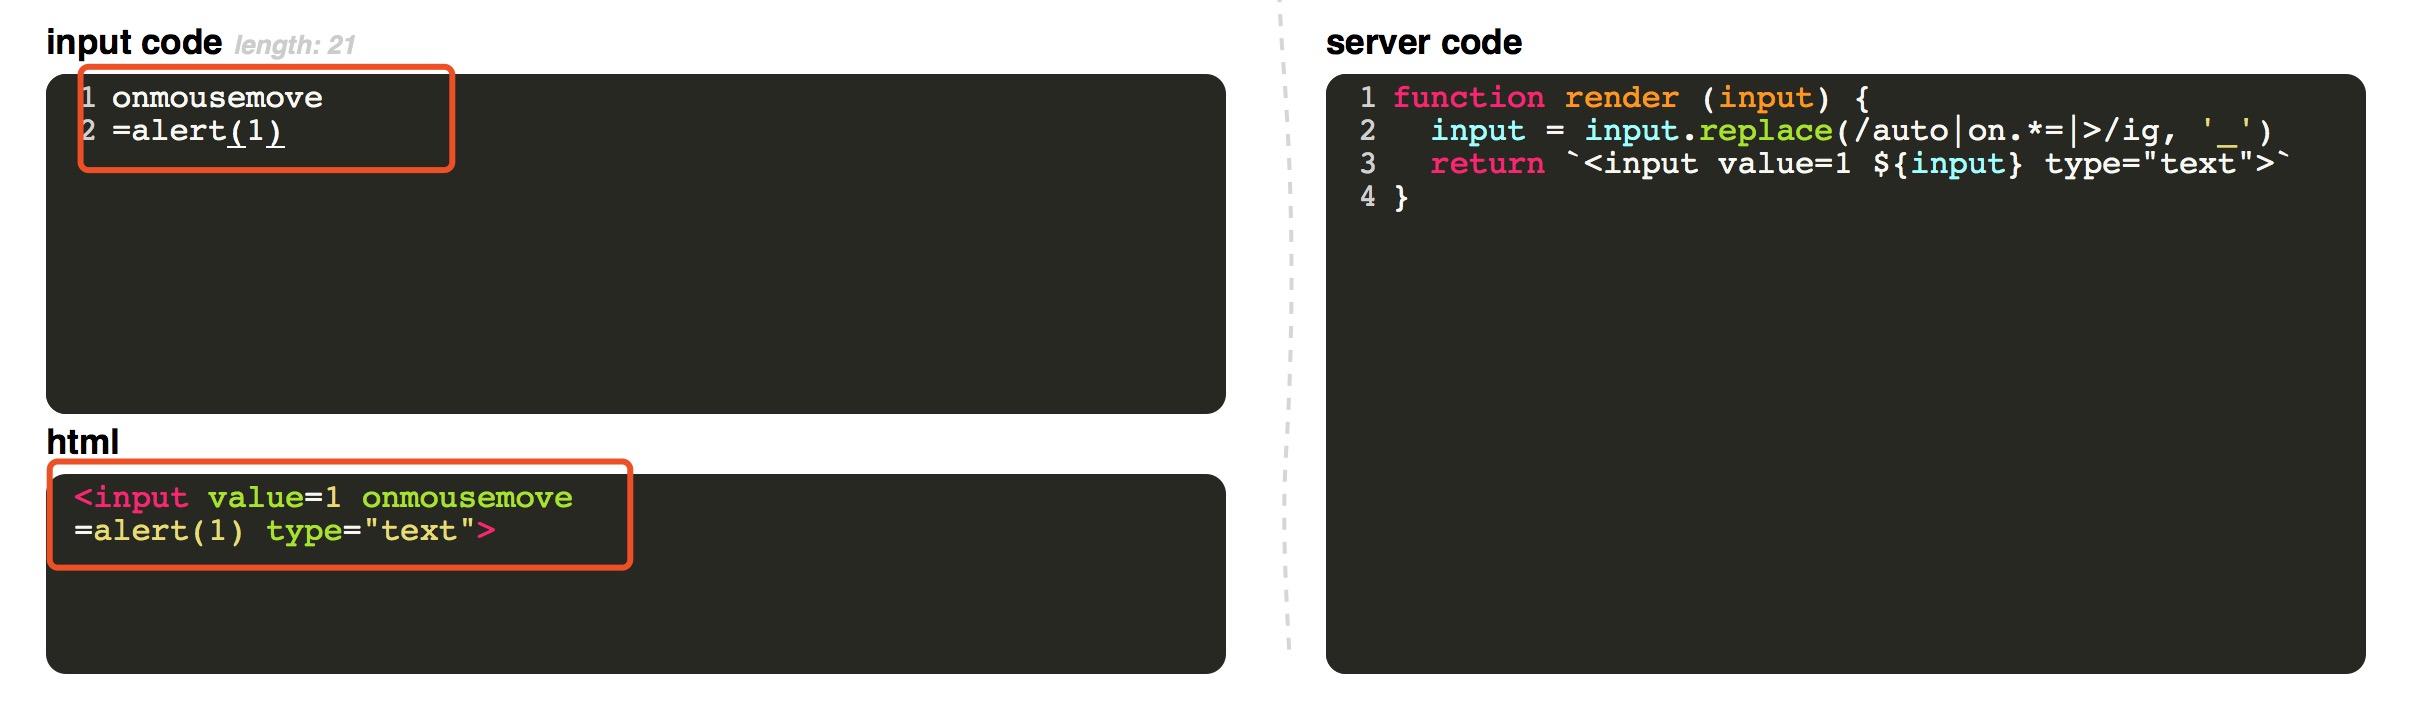 input code length: 21
1 onmousemove
2 =alert(1)
html
<input value=1 onmousemove
=alert(1) type="text">
server code
1 function render (input) {
2   input = input.replace(/auto|on.*=|>/ig, '_')
3   return `<input value=1 ${input} type="text">`
4 }